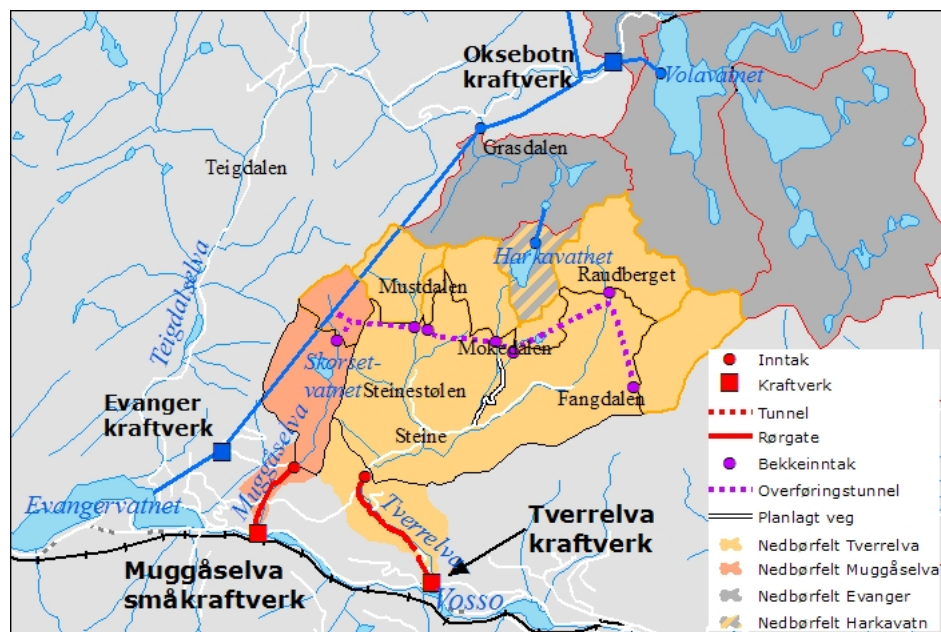 Oksebotn
kraftverk
Volavatnet
Grasdalen
Teigdalen
Teigdalselva
Harkavatnet
Raudberget
Mustdalen
Mokedalen
Skorset-
vatnet
Steinestølen
Fangdalen
Steine
Evanger
kraftverk
Muggåselva
Evangervatnet
Tverrelva
Tverrelva
kraftverk
Muggåselva
småkraftverk
Vosso
Inntak
Kraftverk
Tunnel
Rørgate
Bekkeinntak
Overføringstunnel
Planlagt veg
Nedbørfelt Tverrelva
Nedbørfelt Muggåselva
Nedbørfelt Evanger
Nedbørfelt Harkavatn